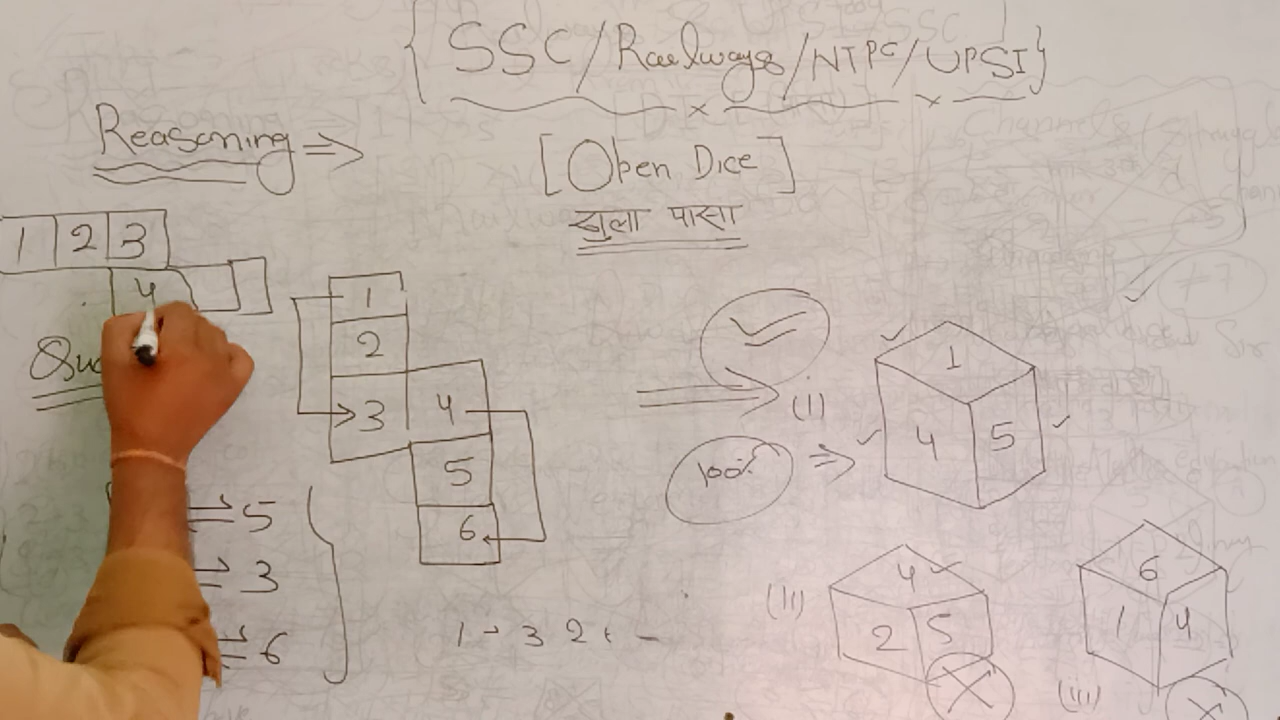 {SSC/Railways/NTPC/UPSI}
Reasoning ⇒
[Open Dice]
खुला पासा
1 2 3
4
1
2
3 4
5
6
⇒ 5
⇒ 3
⇒ 6
1 → 3 2 ( -
(i)
100% ⇒
1
4 5
(ii)
4
2 5
(iii)
6
1 4